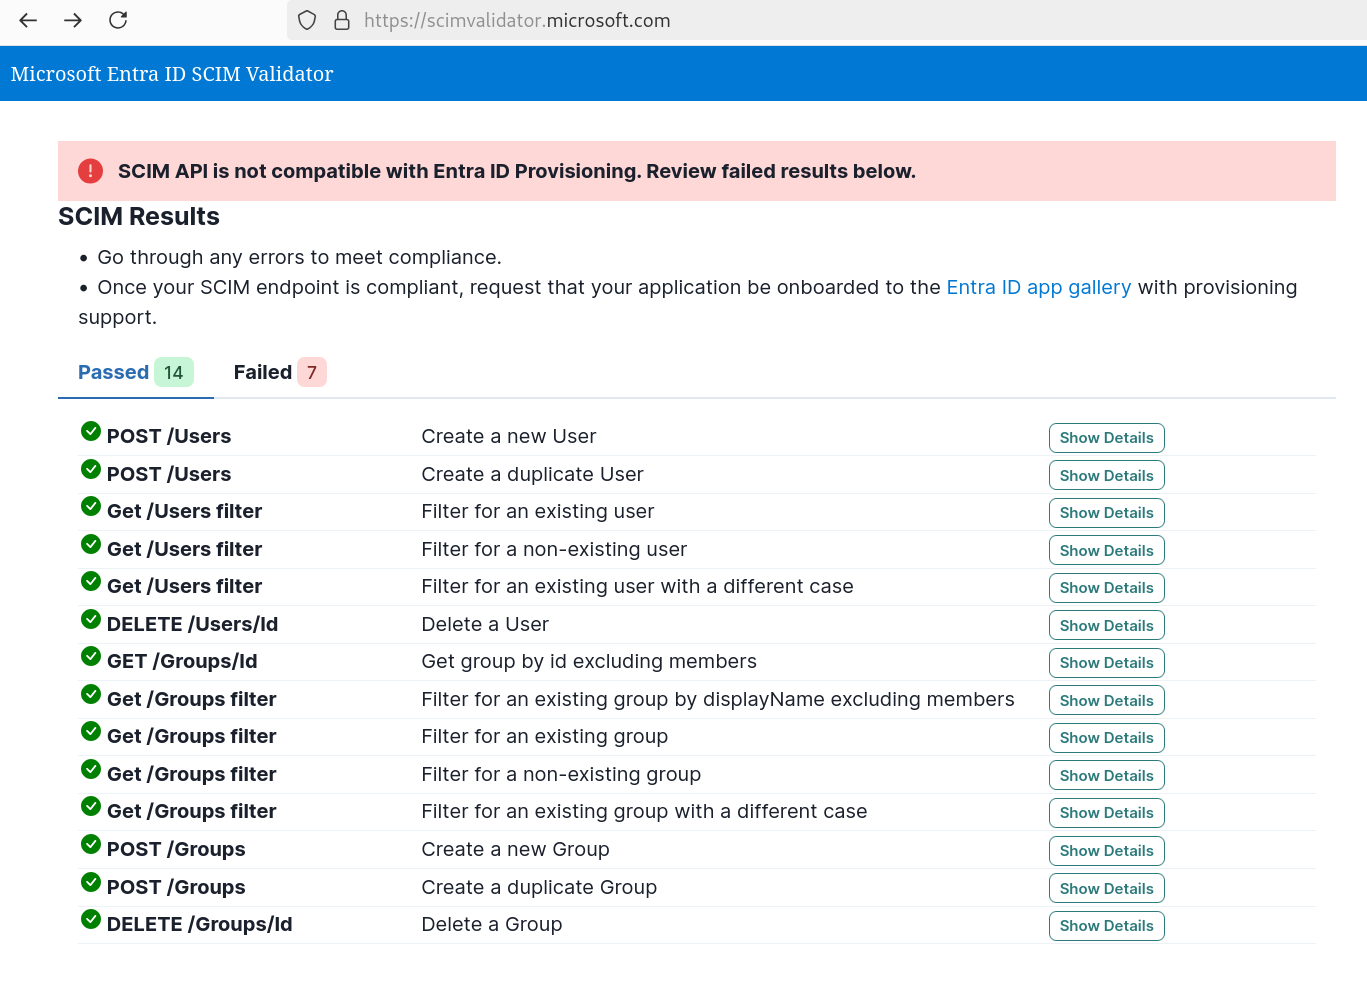 https://scimvalidator.microsoft.com
Microsoft Entra ID SCIM Validator
SCIM API is not compatible with Entra ID Provisioning. Review failed results below.
SCIM Results
• Go through any errors to meet compliance.
• Once your SCIM endpoint is compliant, request that your application be onboarded to the Entra ID app gallery with provisioning
support.
Passed 14 Failed 7
POST /Users Create a new User Show Details
POST /Users Create a duplicate User Show Details
Get /Users filter Filter for an existing user Show Details
Get /Users filter Filter for a non-existing user Show Details
Get /Users filter Filter for an existing user with a different case Show Details
DELETE /Users/Id Delete a User Show Details
GET /Groups/Id Get group by id excluding members Show Details
Get /Groups filter Filter for an existing group by displayName excluding members Show Details
Get /Groups filter Filter for an existing group Show Details
Get /Groups filter Filter for a non-existing group Show Details
Get /Groups filter Filter for an existing group with a different case Show Details
POST /Groups Create a new Group Show Details
POST /Groups Create a duplicate Group Show Details
DELETE /Groups/Id Delete a Group Show Details